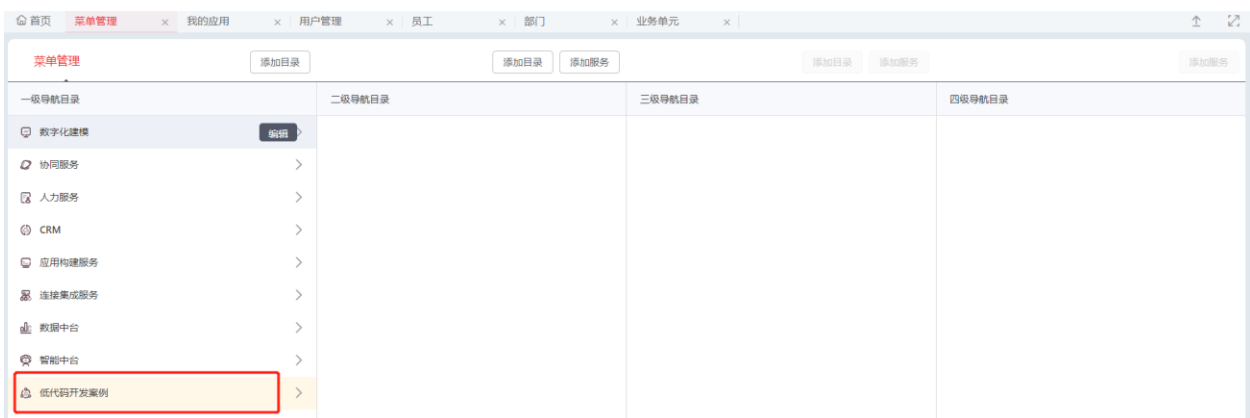 首页 菜单管理 我的应用 用户管理 员工 部门 业务单元
菜单管理 添加目录 添加目录 添加服务 添加目录 添加服务 添加服务
一级导航目录 二级导航目录 三级导航目录 四级导航目录
数字化建模 编辑
协同服务
人力服务
CRM
应用构建服务
连接集成服务
数据中台
智能中台
低代码开发案例